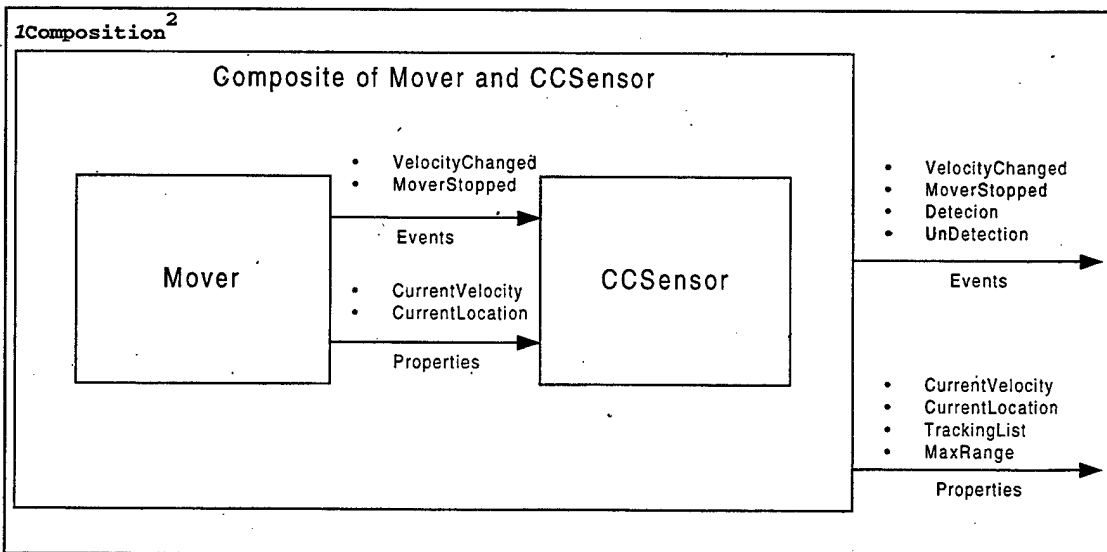 1Composition2
Composite of Mover and CCSensor
• VelocityChanged
• MoverStopped
Events
Mover
• CurrentVelocity
• CurrentLocation
Properties
CCSensor
• VelocityChanged
• MoverStopped
• Detecion
• UnDetection
Events
• CurrentVelocity
• CurrentLocation
• TrackingList
• MaxRange
Properties